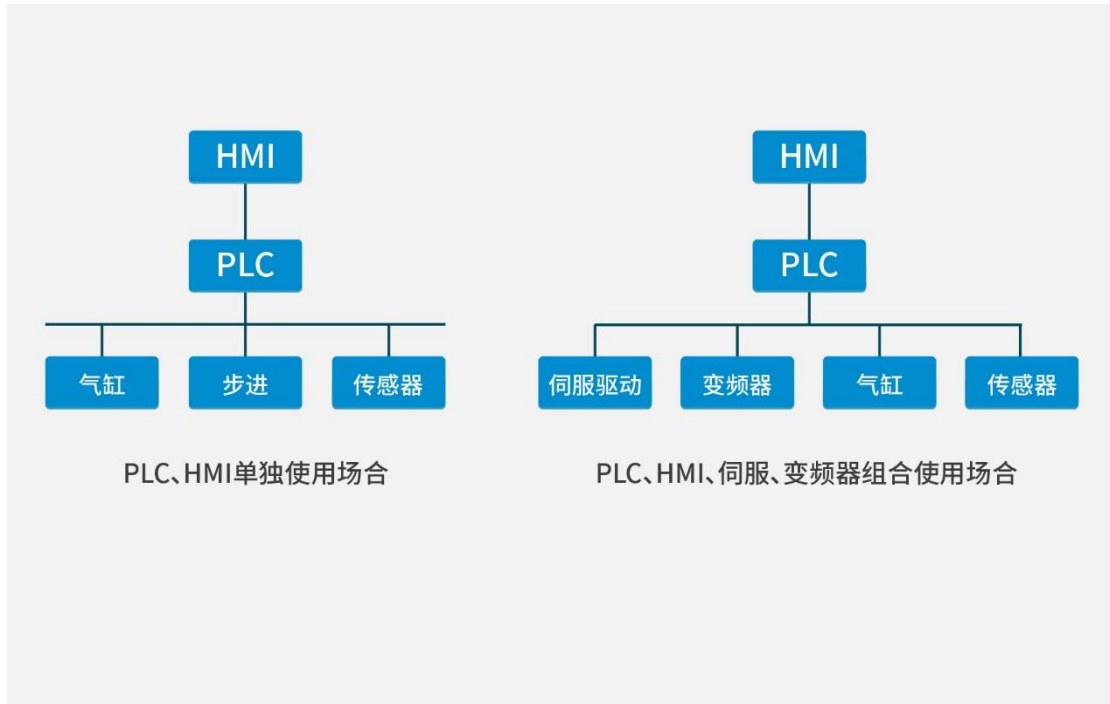 HMI
PLC
气缸
步进
传感器
PLC、HMI单独使用场合
HMI
PLC
伺服驱动
变频器
气缸
传感器
PLC、HMI、伺服、变频器组合使用场合